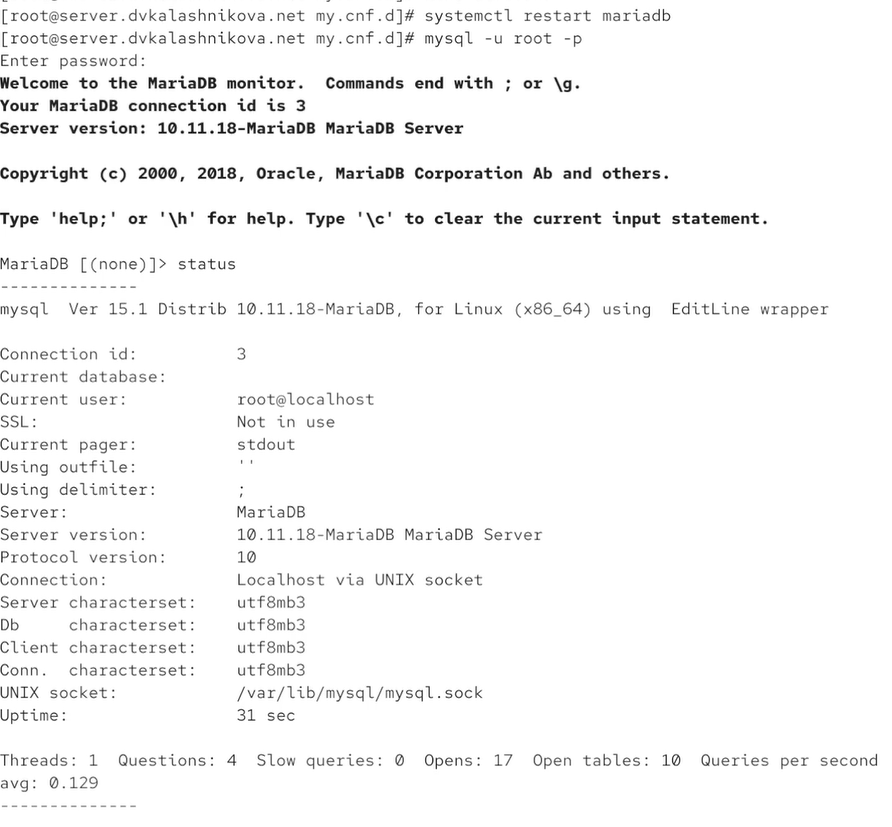 [root@server.dvkalashnikova.net my.cnf.d]# systemctl restart mariadb
[root@server.dvkalashnikova.net my.cnf.d]# mysql -u root -p
Enter password:
Welcome to the MariaDB monitor.  Commands end with ; or \g.
Your MariaDB connection id is 3
Server version: 10.11.18-MariaDB MariaDB Server

Copyright (c) 2000, 2018, Oracle, MariaDB Corporation Ab and others.

Type 'help;' or '\h' for help. Type '\c' to clear the current input statement.

MariaDB [(none)]> status
--------------
mysql  Ver 15.1 Distrib 10.11.18-MariaDB, for Linux (x86_64) using  EditLine wrapper

Connection id:          3
Current database:
Current user:           root@localhost
SSL:                    Not in use
Current pager:          stdout
Using outfile:          ''
Using delimiter:        ;
Server:                 MariaDB
Server version:         10.11.18-MariaDB MariaDB Server
Protocol version:       10
Connection:             Localhost via UNIX socket
Server characterset:    utf8mb3
Db     characterset:    utf8mb3
Client characterset:    utf8mb3
Conn.  characterset:    utf8mb3
UNIX socket:            /var/lib/mysql/mysql.sock
Uptime:                 31 sec

Threads: 1  Questions: 4  Slow queries: 0  Opens: 17  Open tables: 10  Queries per second
avg: 0.129
--------------